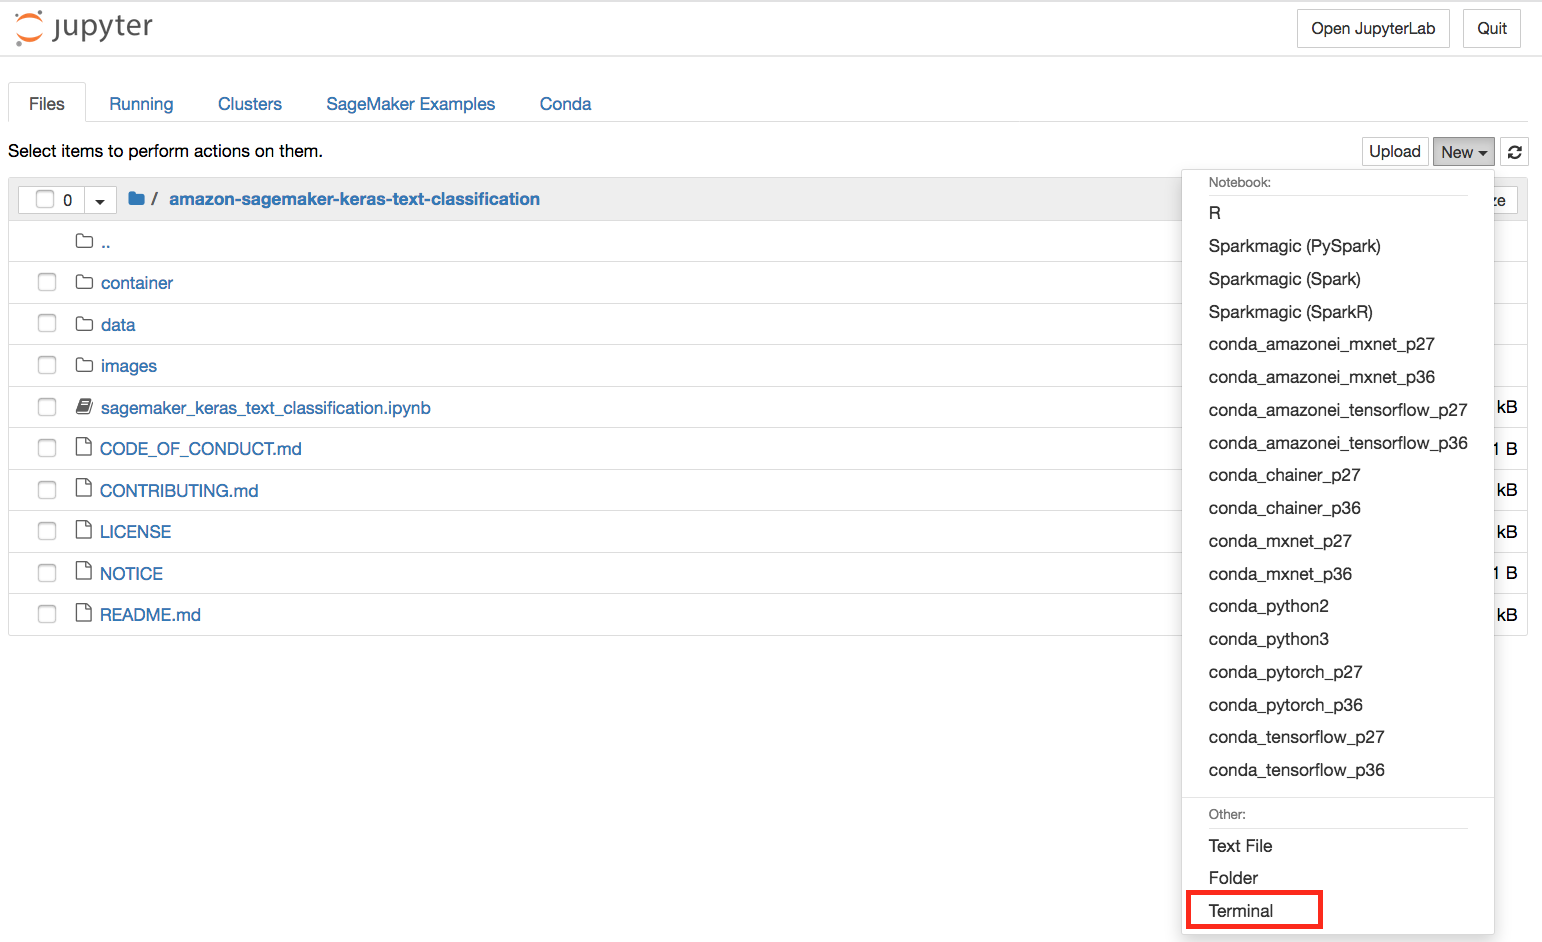 jupyter
Open JupyterLab
Quit
Files
Running
Clusters
SageMaker Examples
Conda
Select items to perform actions on them.
Upload
New
0
/ amazon-sagemaker-keras-text-classification
ze
..
container
data
images
sagemaker_keras_text_classification.ipynb
kB
CODE_OF_CONDUCT.md
1 B
CONTRIBUTING.md
kB
LICENSE
kB
NOTICE
1 B
README.md
kB
Notebook:
R
Sparkmagic (PySpark)
Sparkmagic (Spark)
Sparkmagic (SparkR)
conda_amazonei_mxnet_p27
conda_amazonei_mxnet_p36
conda_amazonei_tensorflow_p27
conda_amazonei_tensorflow_p36
conda_chainer_p27
conda_chainer_p36
conda_mxnet_p27
conda_mxnet_p36
conda_python2
conda_python3
conda_pytorch_p27
conda_pytorch_p36
conda_tensorflow_p27
conda_tensorflow_p36
Other:
Text File
Folder
Terminal